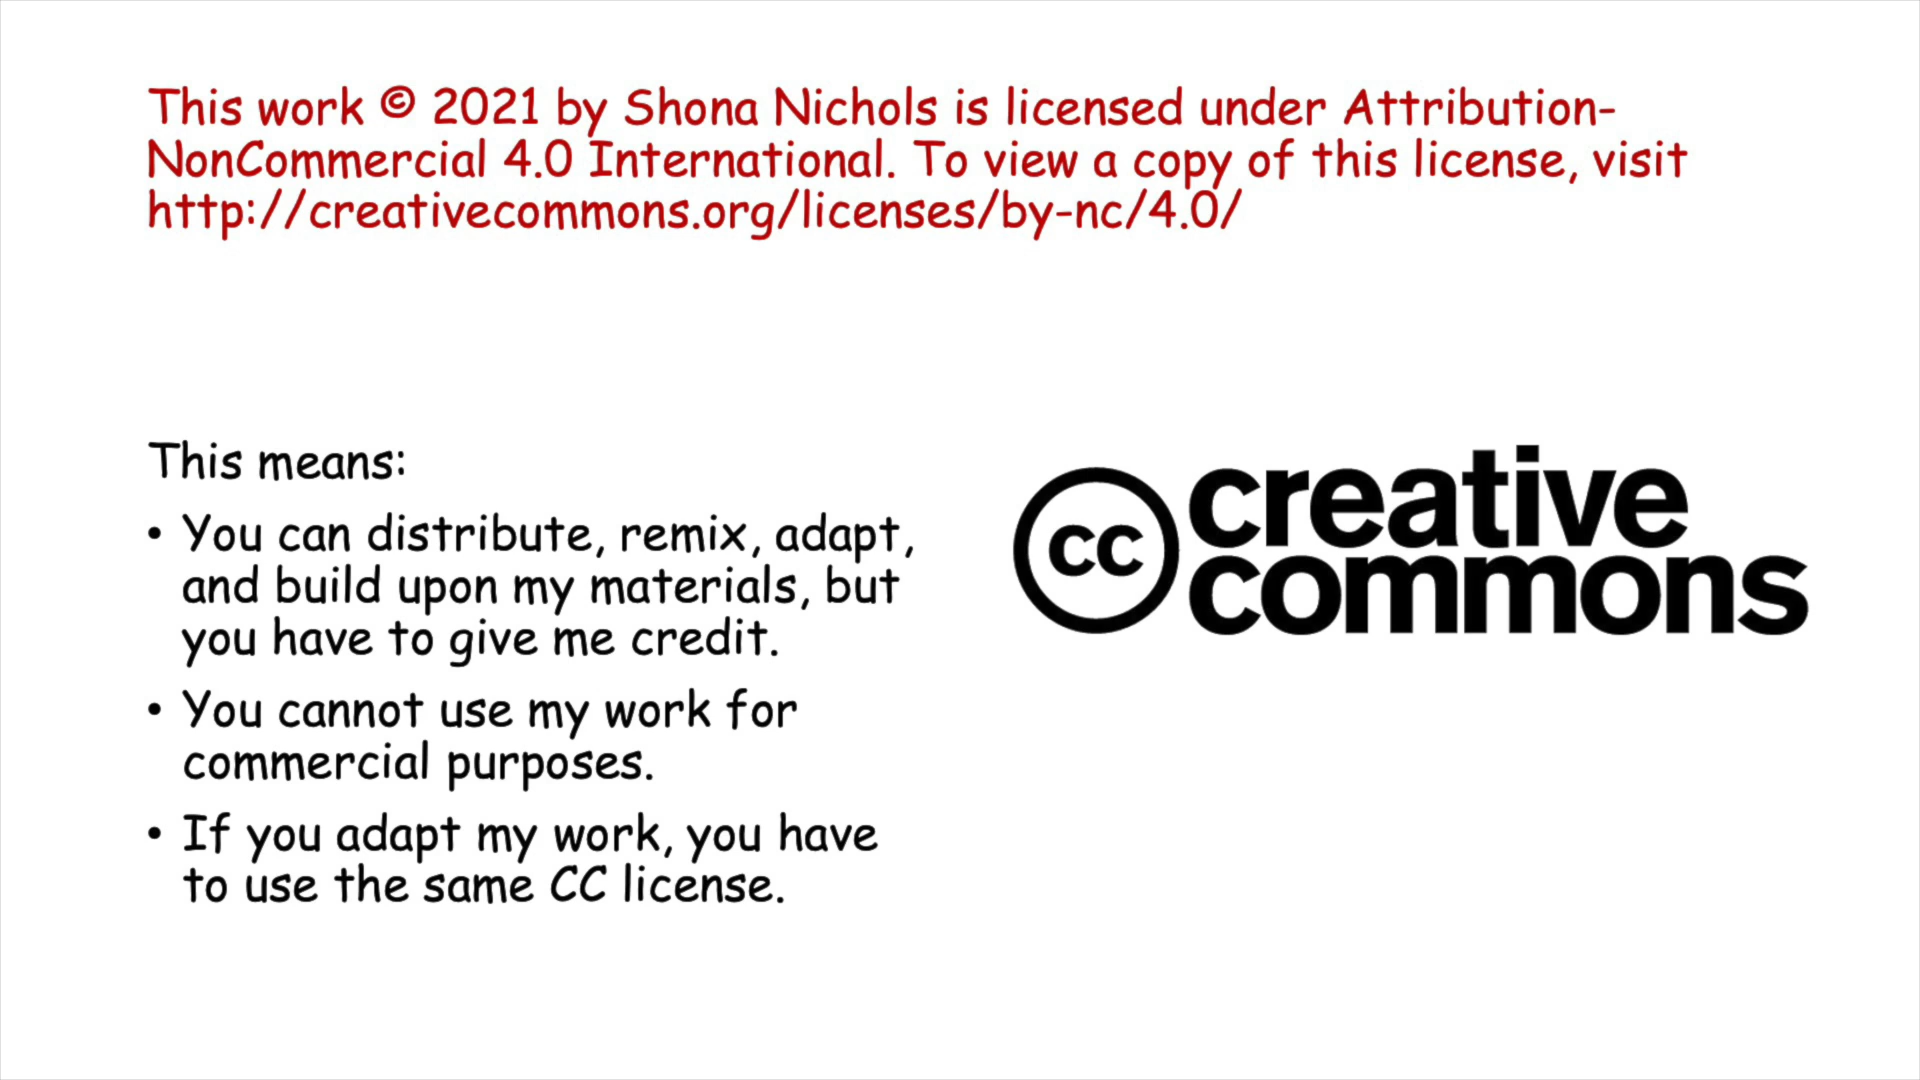 This work © 2021 by Shona Nichols is licensed under Attribution-
NonCommercial 4.0 International. To view a copy of this license, visit
http://creativecommons.org/licenses/by-nc/4.0/
This means:
• You can distribute, remix, adapt,
and build upon my materials, but
you have to give me credit.
• You cannot use my work for
commercial purposes.
• If you adapt my work, you have
to use the same CC license.
cc creative
commons